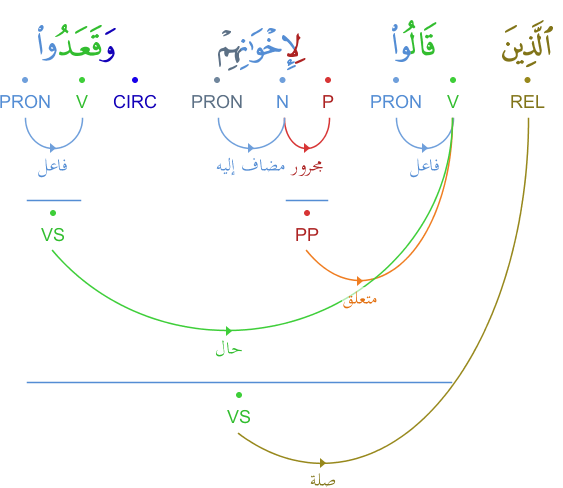 ٱلَّذِينَ قَالُوا۟ لِإِخْوَٰنِهِمْ وَقَعَدُوا۟
REL V PRON P N PRON CIRC V PRON
فاعل مجرور مضاف إليه فاعل
PP VS
متعلق
حال
VS
صلة